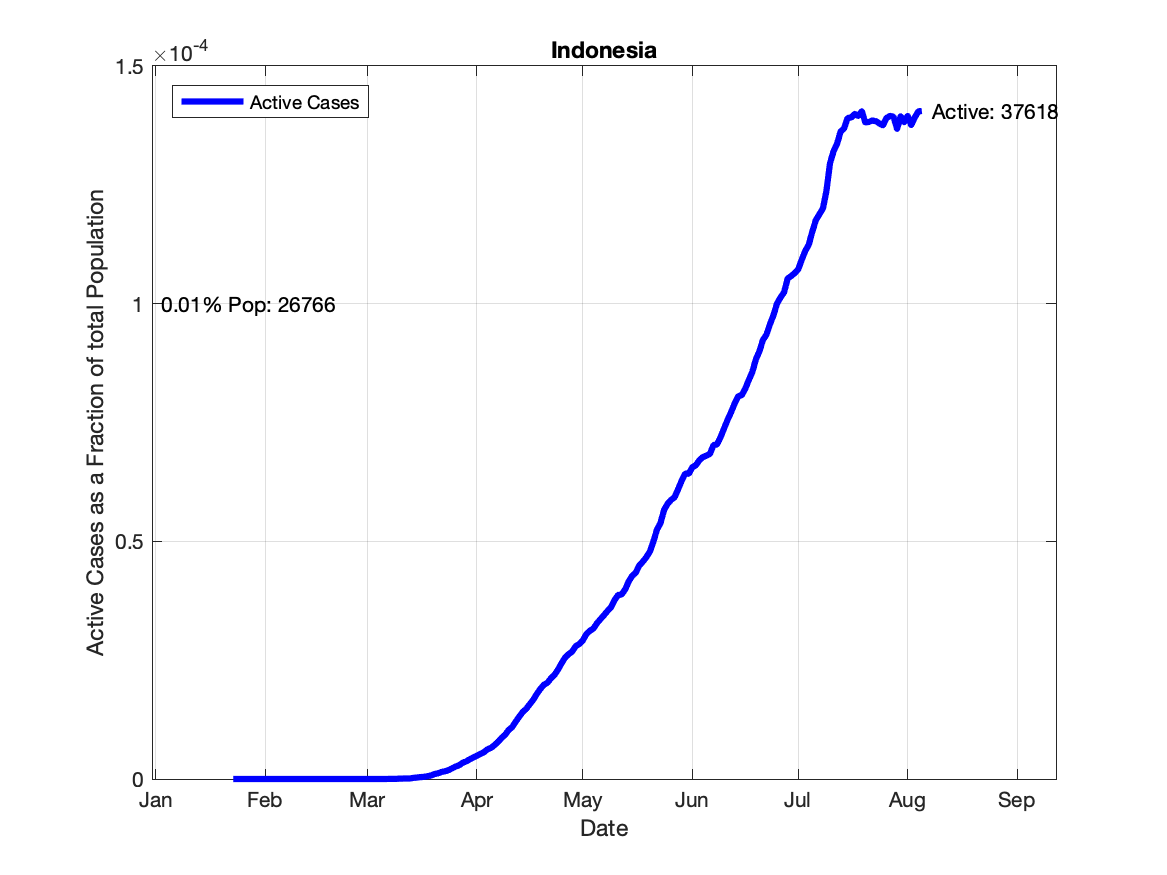 Indonesia
×10-4
1.5
1
0.5
0
Active Cases
Active: 37618
0.01% Pop: 26766
Active Cases as a Fraction of total Population
Jan Feb Mar Apr May Jun Jul Aug Sep
Date